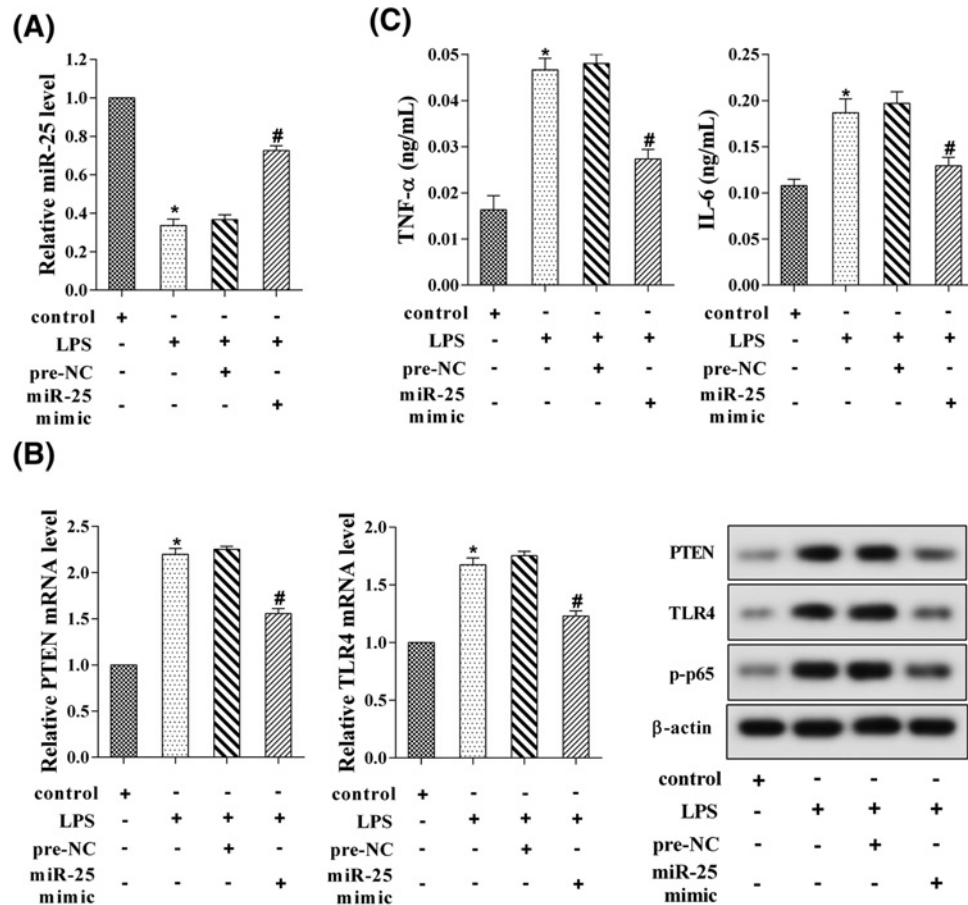 (A)
Relative miR-25 level
1.2
1.0
0.8
0.6
0.4
0.2
0.0
*
#
control + - - -
LPS - + + +
pre-NC - - + -
miR-25 mimic - - - +
(C)
TNF-α (ng/mL)
0.05
0.04
0.03
0.02
0.01
0.00
*
#
control + - - -
LPS - + + +
pre-NC - - + -
miR-25 mimic - - - +
IL-6 (ng/mL)
0.25
0.20
0.15
0.10
0.05
0.00
*
#
control + - - -
LPS - + + +
pre-NC - - + -
miR-25 mimic - - - +
(B)
Relative PTEN mRNA level
2.5
2.0
1.5
1.0
0.5
0.0
*
#
control + - - -
LPS - + + +
pre-NC - - + -
miR-25 mimic - - - +
Relative TLR4 mRNA level
2.0
1.5
1.0
0.5
0.0
*
#
control + - - -
LPS - + + +
pre-NC - - + -
miR-25 mimic - - - +
PTEN
TLR4
p-p65
β-actin
control + - - -
LPS - + + +
pre-NC - - + -
miR-25 mimic - - - +